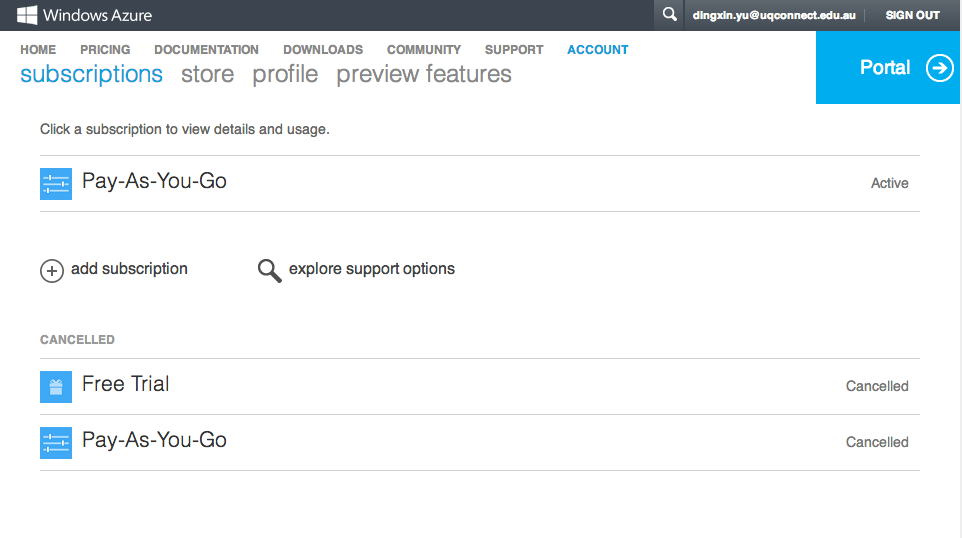 Windows Azure
dingxin.yu@uqconnect.edu.au SIGN OUT
HOME PRICING DOCUMENTATION DOWNLOADS COMMUNITY SUPPORT ACCOUNT
subscriptions store profile preview features
Portal
Click a subscription to view details and usage.
Pay-As-You-Go Active
add subscription explore support options
CANCELLED
Free Trial Cancelled
Pay-As-You-Go Cancelled